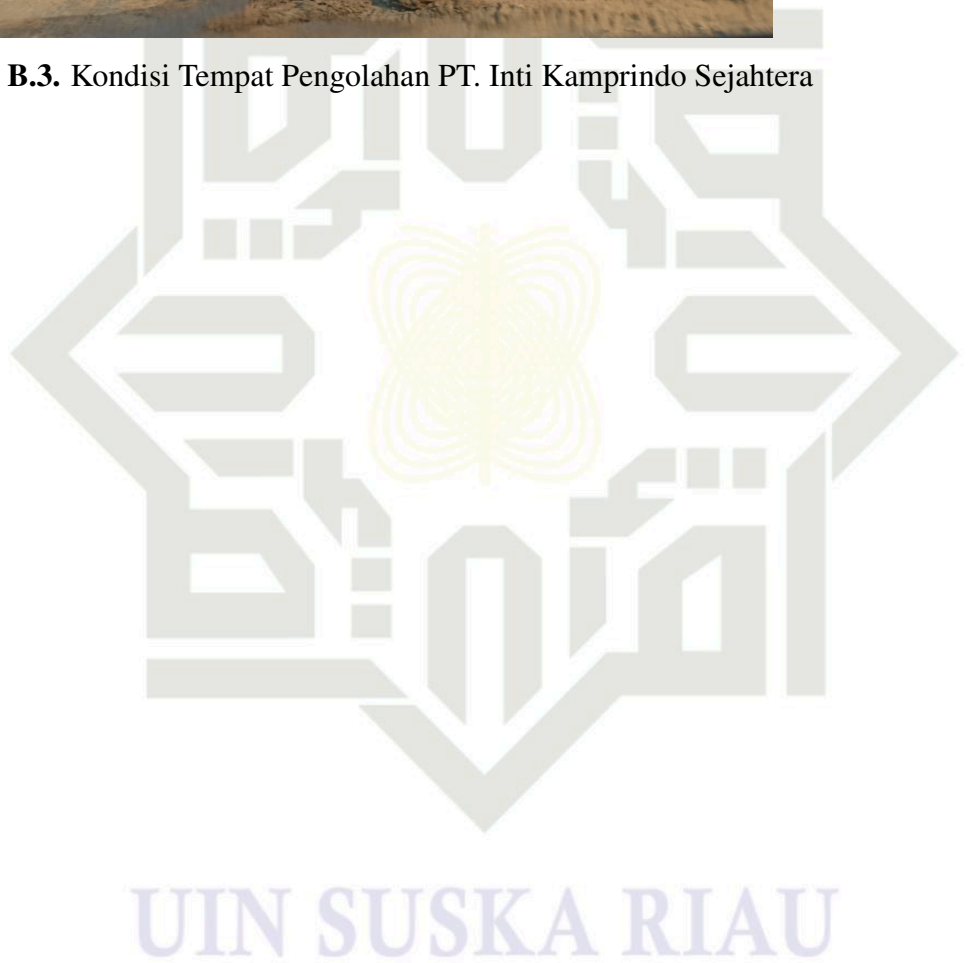 B.3. Kondisi Tempat Pengolahan PT. Inti Kamprindo Sejahtera
UIN SUSKA RIAU